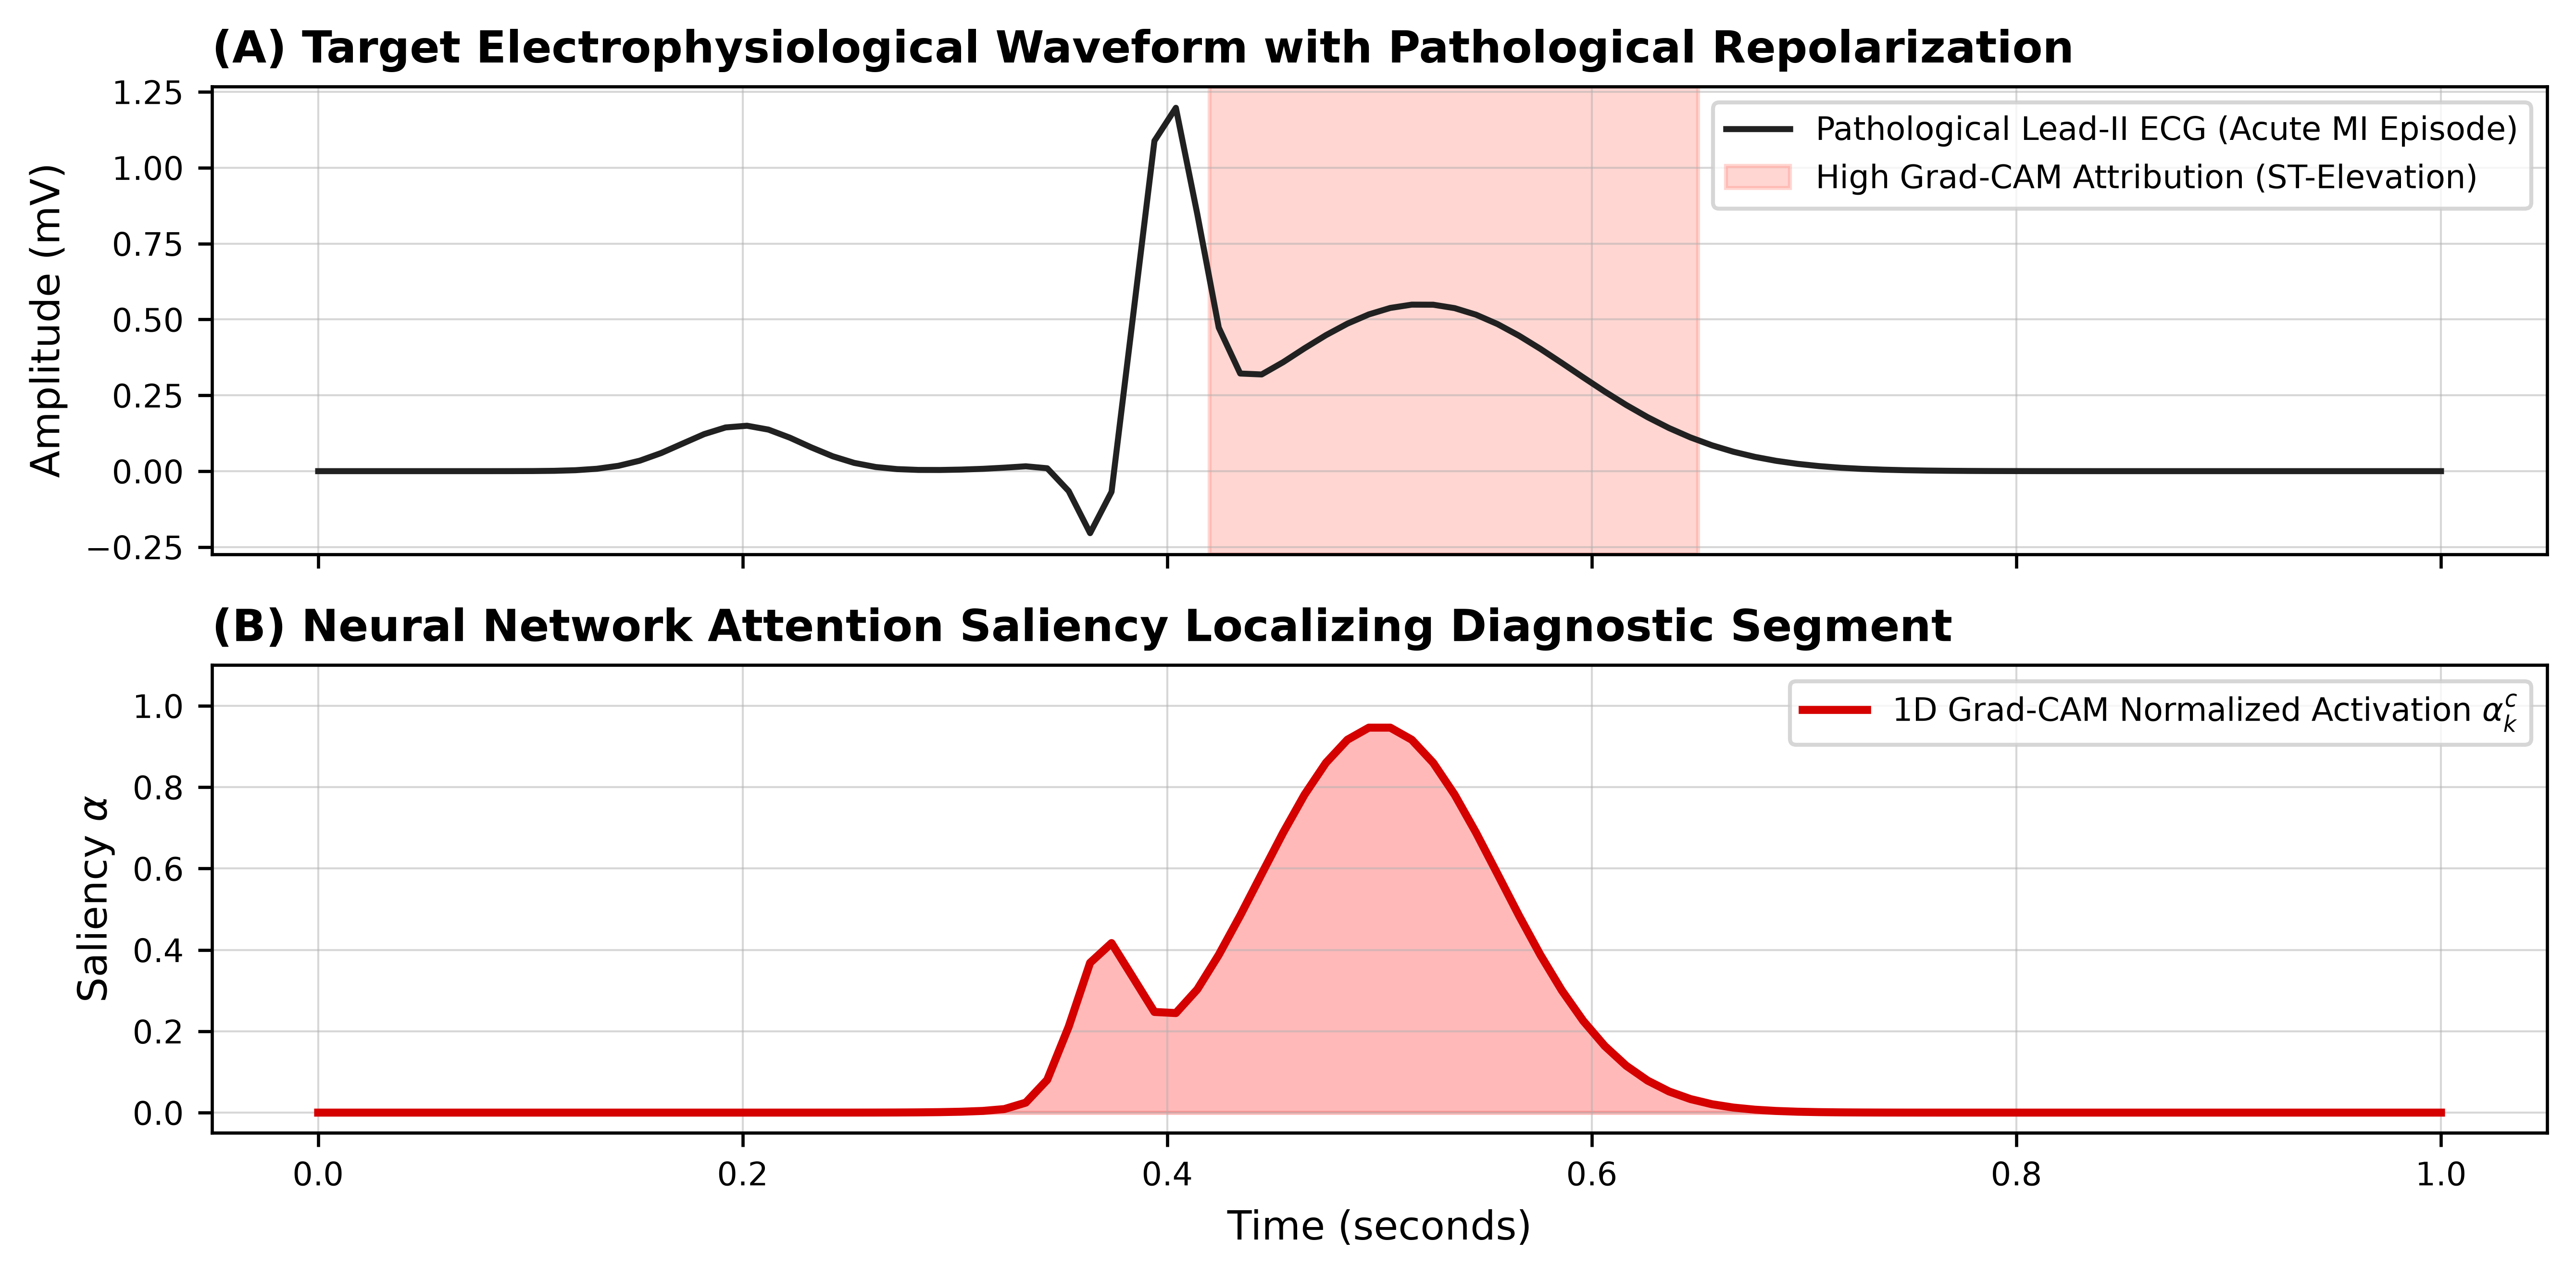 (A) Target Electrophysiological Waveform with Pathological Repolarization
1.25
1.00
0.75
0.50
0.25
0.00
−0.25
Amplitude (mV)
Pathological Lead-II ECG (Acute MI Episode)
High Grad-CAM Attribution (ST-Elevation)
(B) Neural Network Attention Saliency Localizing Diagnostic Segment
1.0
0.8
0.6
0.4
0.2
0.0
Saliency α
1D Grad-CAM Normalized Activation α_k^c
0.0 0.2 0.4 0.6 0.8 1.0
Time (seconds)